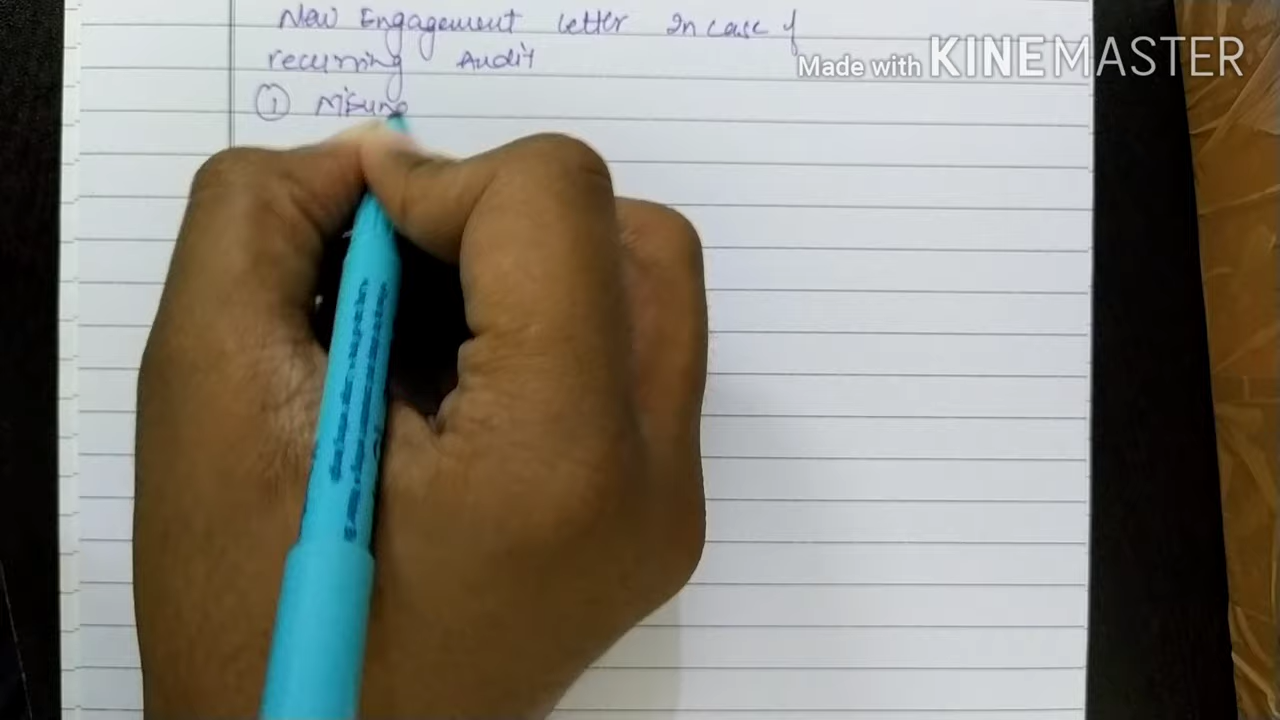 New Engagement letter In case of
recurring Audit
① Misun
Made with KINEMASTER